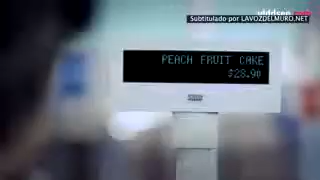 Subtitulado por LAVOZDELMURO.NET
PEACH FRUIT CAKE
$28.90